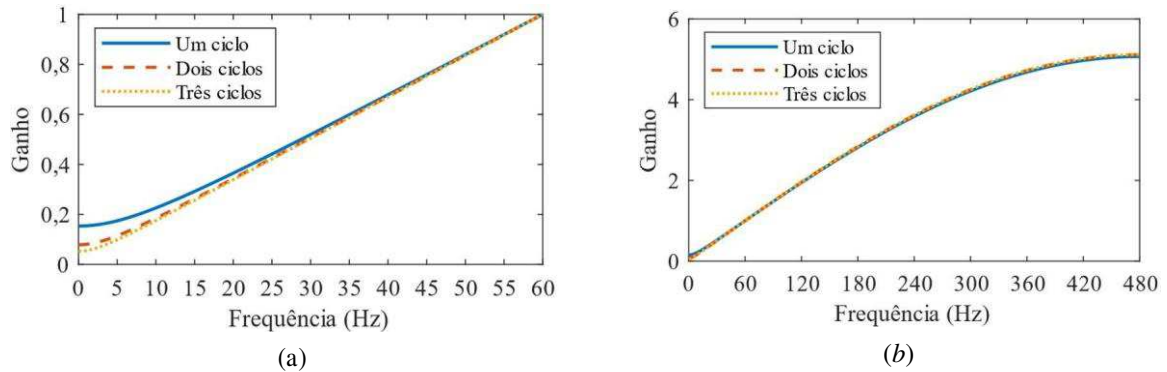 1
0,8
0,6
0,4
0,2
0
Ganho
Um ciclo
Dois ciclos
Três ciclos
0 5 10 15 20 25 30 35 40 45 50 55 60
Frequência (Hz)
(a)
6
4
2
0
Ganho
Um ciclo
Dois ciclos
Três ciclos
0 60 120 180 240 300 360 420 480
Frequência (Hz)
(b)